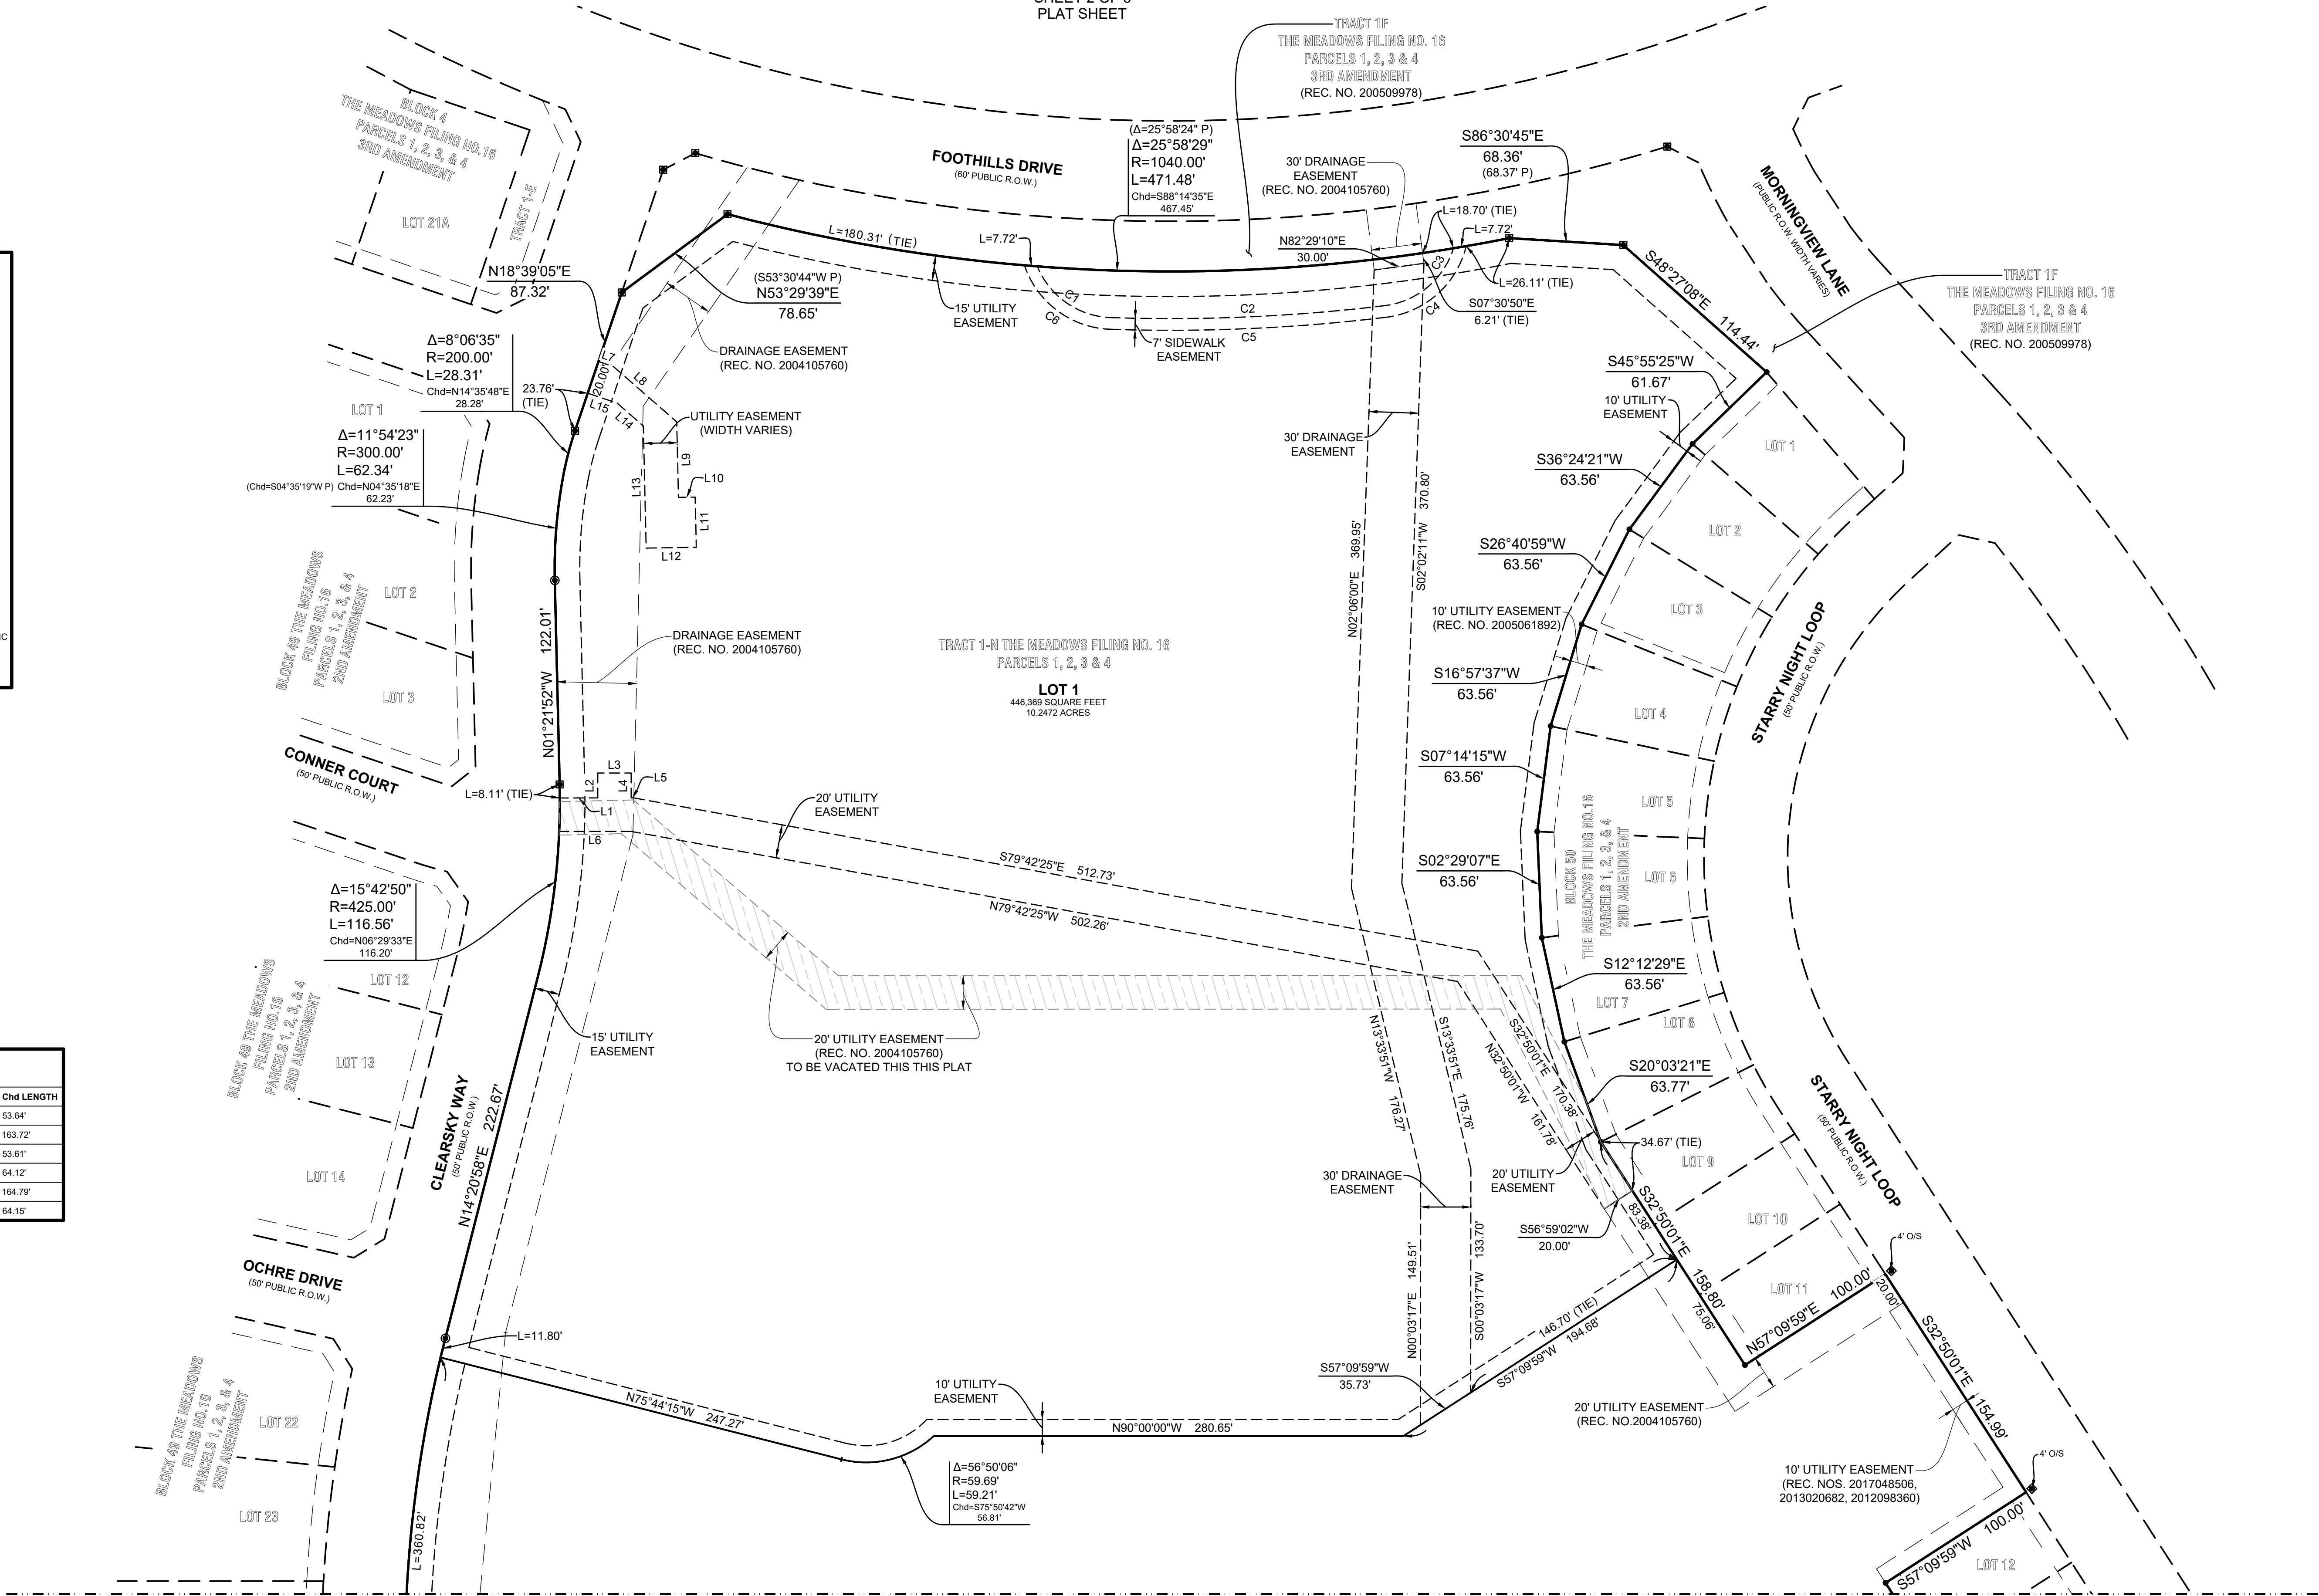 PLAT SHEET
TRACT 1F
THE MEADOWS FILING NO. 16
PARCELS 1, 2, 3 & 4
3RD AMENDMENT
(REC. NO. 200509978)
BLOCK 4
THE MEADOWS FILING NO.16
PARCELS 1, 2, 3, & 4
3RD AMENDMENT
LOT 21A
TRACT 1-E
FOOTHILLS DRIVE
(60' PUBLIC R.O.W.)
(Δ=25°58'24" P)
Δ=25°58'29"
R=1040.00'
L=471.48'
Chd=S88°14'35"E
467.45'
30' DRAINAGE
EASEMENT
(REC. NO. 2004105760)
S86°30'45"E
68.36'
(68.37' P)
MORNINGVIEW LANE
(PUBLIC R.O.W. WIDTH VARIES)
L=180.31' (TIE)
L=7.72'
N82°29'10"E
30.00'
L=18.70' (TIE)
L=7.72'
L=26.11' (TIE)
S07°30'50"E
6.21' (TIE)
C1
C2
C3
C4
C5
C6
7' SIDEWALK
EASEMENT
15' UTILITY
EASEMENT
S48°27'08"E 114.44'
TRACT 1F
THE MEADOWS FILING NO. 16
PARCELS 1, 2, 3 & 4
3RD AMENDMENT
(REC. NO. 200509978)
N18°39'05"E
87.32'
(S53°30'44"W P)
N53°29'39"E
78.65'
DRAINAGE EASEMENT
(REC. NO. 2004105760)
Δ=8°06'35"
R=200.00'
L=28.31'
Chd=N14°35'48"E
28.28'
23.76'
(TIE)
20.00'
L7
L8
L15
L14
UTILITY EASEMENT
(WIDTH VARIES)
L9
L10
L13
L11
L12
Δ=11°54'23"
R=300.00'
L=62.34'
(Chd=S04°35'19"W P) Chd=N04°35'18"E
62.23'
LOT 1
BLOCK 49 THE MEADOWS
FILING NO.16
PARCELS 1, 2, 3, & 4
2ND AMENDMENT
LOT 2
LOT 3
S45°55'25"W
61.67'
10' UTILITY
EASEMENT
LOT 1
S36°24'21"W
63.56'
LOT 2
30' DRAINAGE
EASEMENT
N02°06'00"E 369.95'
S02°02'11"W 370.80'
S26°40'59"W
63.56'
LOT 3
10' UTILITY EASEMENT
(REC. NO. 2005061892)
STARRY NIGHT LOOP
(50' PUBLIC R.O.W.)
N01°21'52"W 122.01'
DRAINAGE EASEMENT
(REC. NO. 2004105760)
TRACT 1-N THE MEADOWS FILING NO. 16
PARCELS 1, 2, 3 & 4
LOT 1
446,369 SQUARE FEET
10.2472 ACRES
S16°57'37"W
63.56'
LOT 4
CONNER COURT
(50' PUBLIC R.O.W.)
L=8.11' (TIE)
L2
L3
L4
L5
L1
L6
20' UTILITY
EASEMENT
S07°14'15"W
63.56'
LOT 5
BLOCK 50
THE MEADOWS FILING NO.16
PARCELS 1, 2, 3, & 4
2ND AMENDMENT
S79°42'25"E 512.73'
N79°42'25"W 502.26'
S02°29'07"E
63.56'
LOT 6
Δ=15°42'50"
R=425.00'
L=116.56'
Chd=N06°29'33"E
116.20'
LOT 12
BLOCK 49 THE MEADOWS
FILING NO.16
PARCELS 1, 2, 3, & 4
2ND AMENDMENT
LOT 13
LOT 14
S12°12'29"E
63.56'
LOT 7
LOT 8
15' UTILITY
EASEMENT
20' UTILITY EASEMENT
(REC. NO. 2004105760)
TO BE VACATED THIS THIS PLAT
N13°33'51"W 176.27'
S13°33'51"E 175.76'
N32°50'01"W 161.78'
S32°50'01"E 170.38'
S20°03'21"E
63.77'
CLEARSKY WAY
(50' PUBLIC R.O.W.)
N14°20'58"E 222.67'
Chd LENGTH
53.64'
163.72'
53.61'
64.12'
164.79'
64.15'
30' DRAINAGE
EASEMENT
20' UTILITY
EASEMENT
34.67' (TIE)
LOT 9
STARRY NIGHT LOOP
(50' PUBLIC R.O.W.)
S56°59'02"W
20.00'
S32°50'01"E 158.80'
83.38'
75.06'
LOT 10
LOT 11
4' O/S
N57°09'59"E 100.00'
20.00'
OCHRE DRIVE
(50' PUBLIC R.O.W.)
N00°03'17"E 149.51'
S00°03'17"W 133.70'
146.70' (TIE)
S57°09'59"W 194.68'
S57°09'59"W
35.73'
L=11.80'
N75°44'15"W 247.27'
10' UTILITY
EASEMENT
N90°00'00"W 280.65'
Δ=56°50'06"
R=59.69'
L=59.21'
Chd=S75°50'42"W
56.81'
20' UTILITY EASEMENT
(REC. NO.2004105760)
S32°50'01"E 154.99'
4' O/S
10' UTILITY EASEMENT
(REC. NOS. 2017048506,
2013020682, 2012098360)
S57°09'59"W 100.00'
LOT 12
BLOCK 49 THE MEADOWS
FILING NO.16
PARCELS 1, 2, 3, & 4
2ND AMENDMENT
LOT 22
LOT 23
L=360.82'